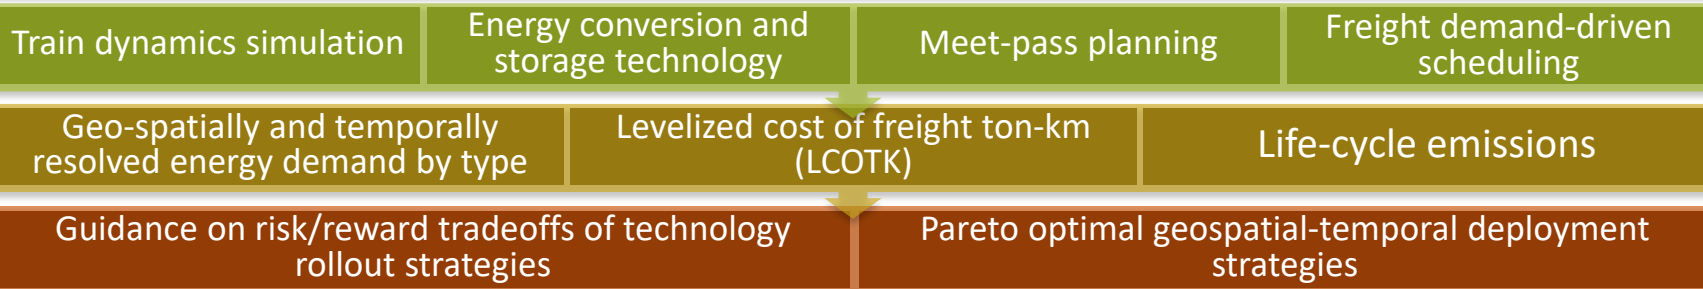 Train dynamics simulation
Energy conversion and
storage technology
Meet-pass planning
Freight demand-driven
scheduling
Geo-spatially and temporally
resolved energy demand by type
Levelized cost of freight ton-km
(LCOTK)
Life-cycle emissions
Guidance on risk/reward tradeoffs of technology
rollout strategies
Pareto optimal geospatial-temporal deployment
strategies